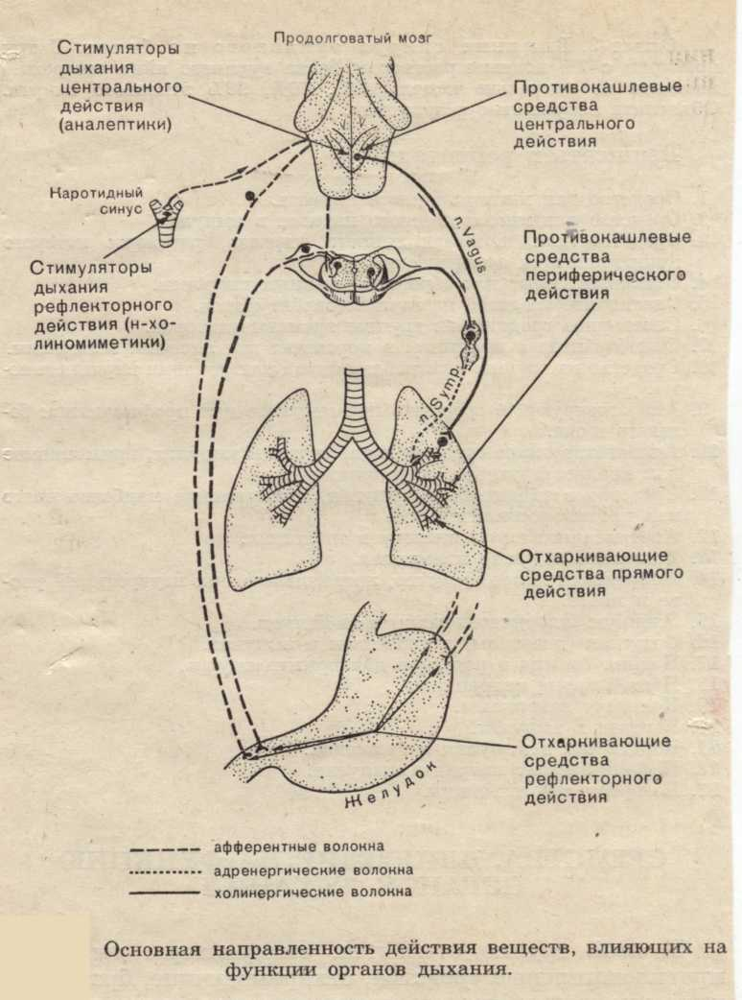 Продолговатый мозг
Стимуляторы
дыхания
центрального
действия
(аналептики)
Противокашлевые
средства
центрального
действия
Каротидный
синус
n. Vagus
Стимуляторы
дыхания
рефлекторного
действия (н-хо-
линомиметики)
Противокашлевые
средства
периферического
действия
n. Symp.
Отхаркивающие
средства прямого
действия
Отхаркивающие
средства
рефлекторного
действия
Желудок
афферентные волокна
адренергические волокна
холинергические волокна
Основная направленность действия веществ, влияющих на
функции органов дыхания.